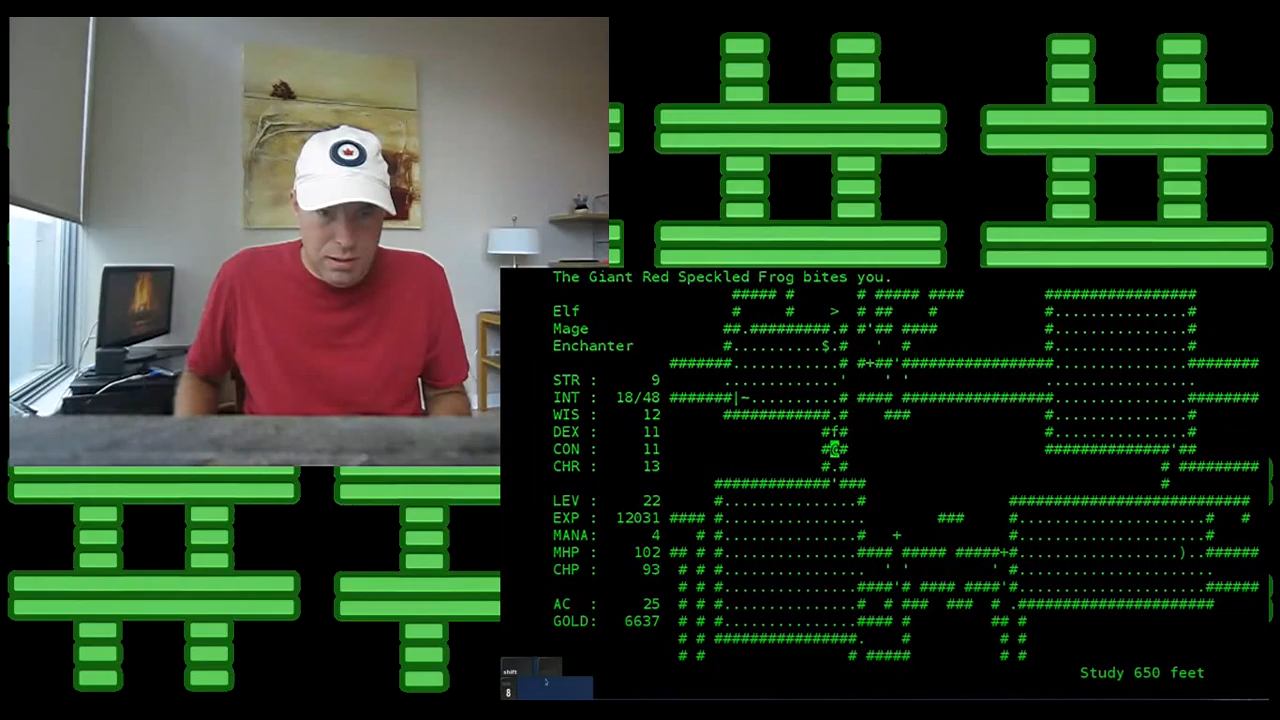 The Giant Red Speckled Frog bites you.
Elf
Mage
Enchanter
STR : 9
INT : 18/48
WIS : 12
DEX : 11
CON : 11
CHR : 13
LEV : 22
EXP : 12031
MANA: 4
MHP : 102
CHP : 93
AC : 25
GOLD: 6637
shift
8
Study 650 feet